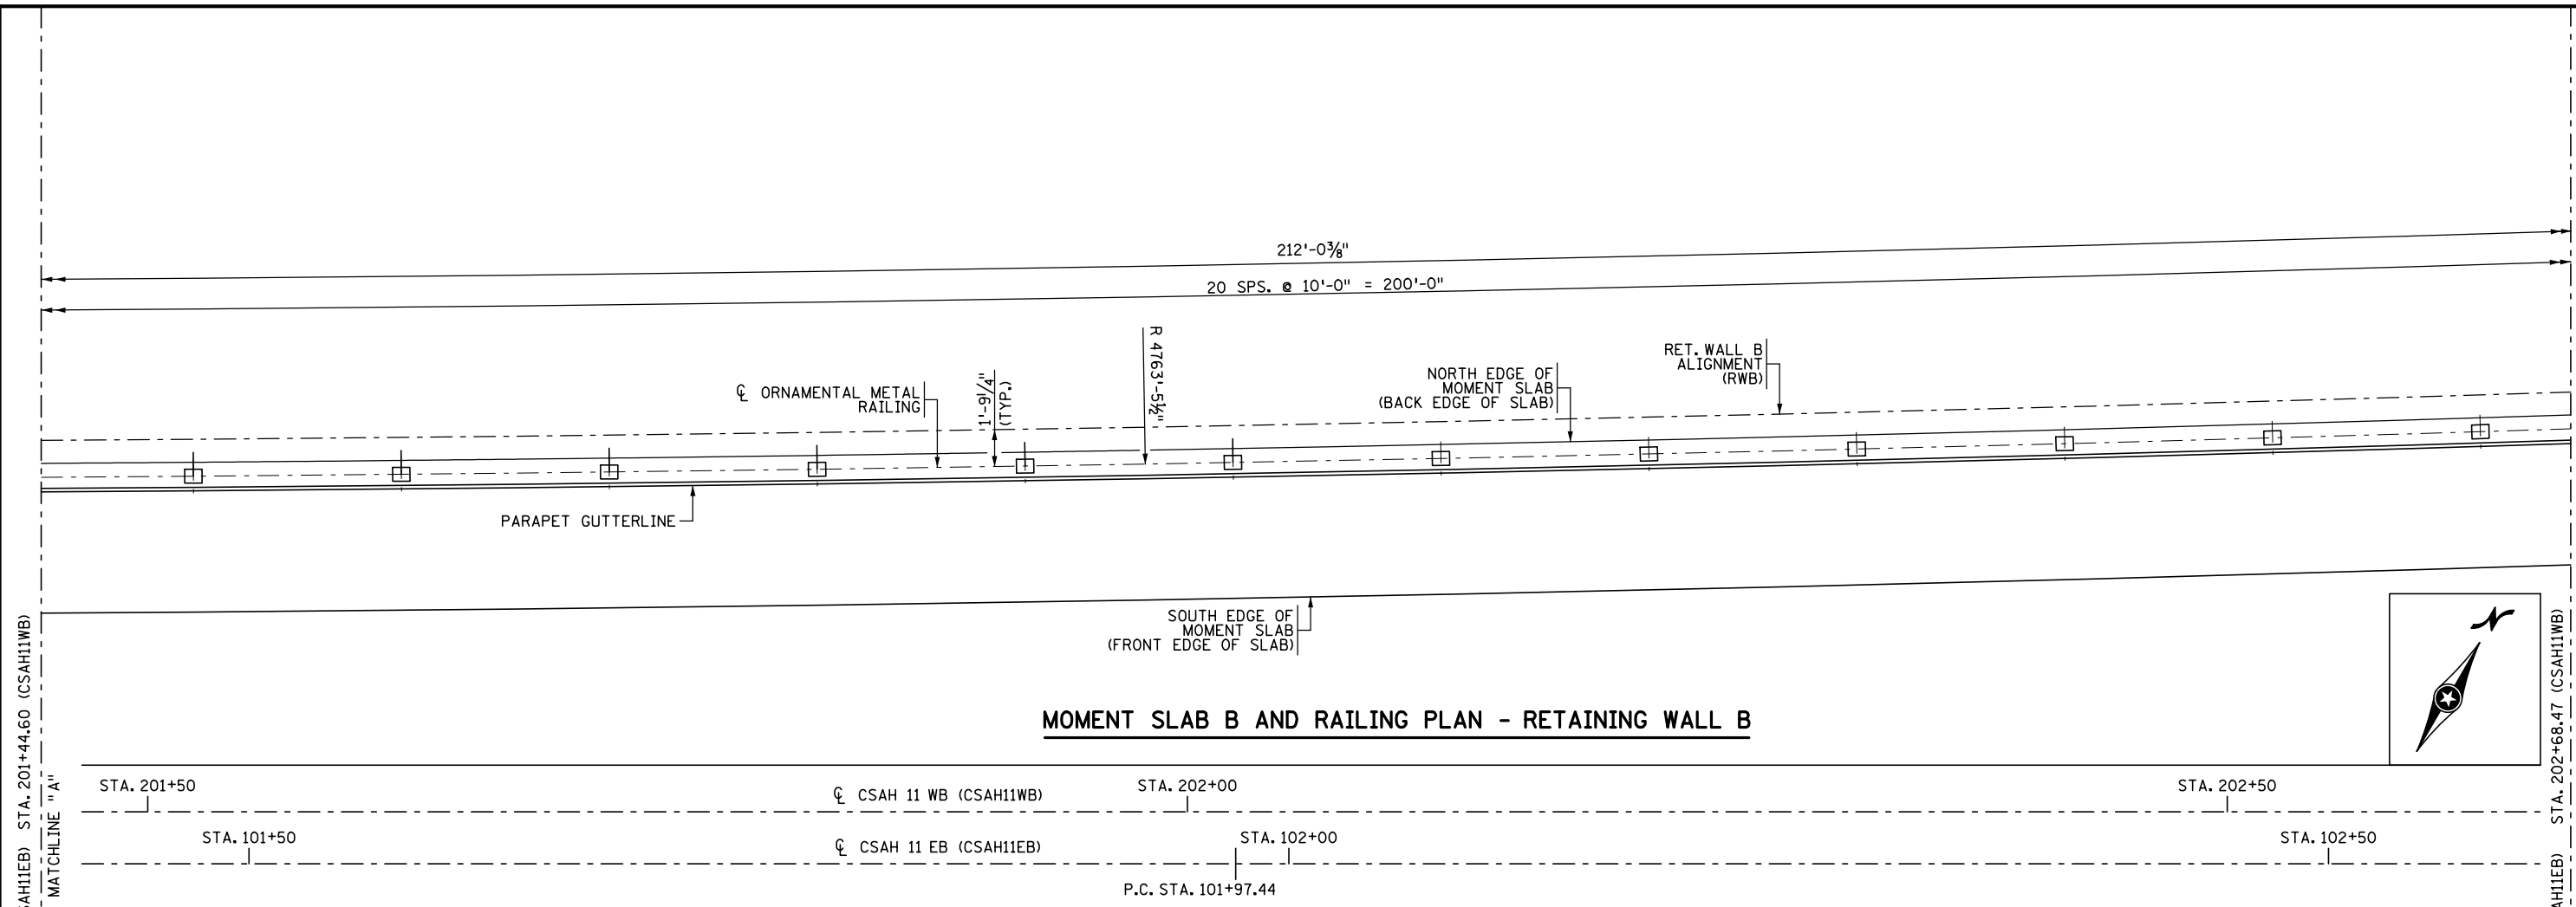 212'-0⅜"
20 SPS. @ 10'-0" = 200'-0"
R 4763'-5½"
RET. WALL B
ALIGNMENT
(RWB)
NORTH EDGE OF
MOMENT SLAB
(BACK EDGE OF SLAB)
℄ ORNAMENTAL METAL
RAILING
1'-9¼"
(TYP.)
PARAPET GUTTERLINE
SOUTH EDGE OF
MOMENT SLAB
(FRONT EDGE OF SLAB)
N
MOMENT SLAB B AND RAILING PLAN - RETAINING WALL B
STA. 201+50
℄ CSAH 11 WB (CSAH11WB)
STA. 202+00
STA. 202+50
STA. 101+50
℄ CSAH 11 EB (CSAH11EB)
STA. 102+00
STA. 102+50
P.C. STA. 101+97.44
STA. 201+44.60 (CSAH11WB)
MATCHLINE "A"
STA. 202+68.47 (CSAH11WB)